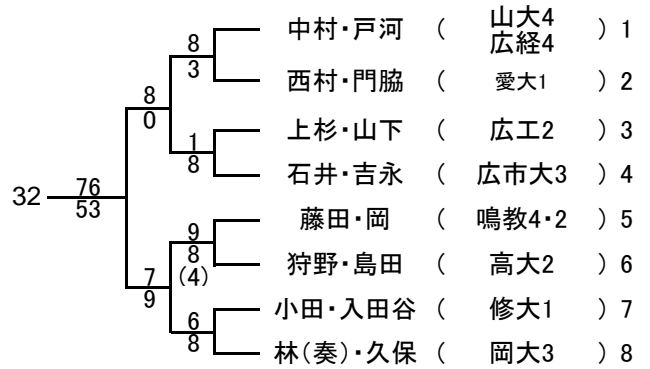 中村・戸河 ( 山大4 広経4 ) 1
8
3
西村・門脇 ( 愛大1 ) 2
8
0
上杉・山下 ( 広工2 ) 3
1
8
石井・吉永 ( 広市大3 ) 4
32
76
53
藤田・岡 ( 鳴教4・2 ) 5
9
8
(4)
狩野・島田 ( 高大2 ) 6
7
9
小田・入田谷 ( 修大1 ) 7
6
8
林(奏)・久保 ( 岡大3 ) 8